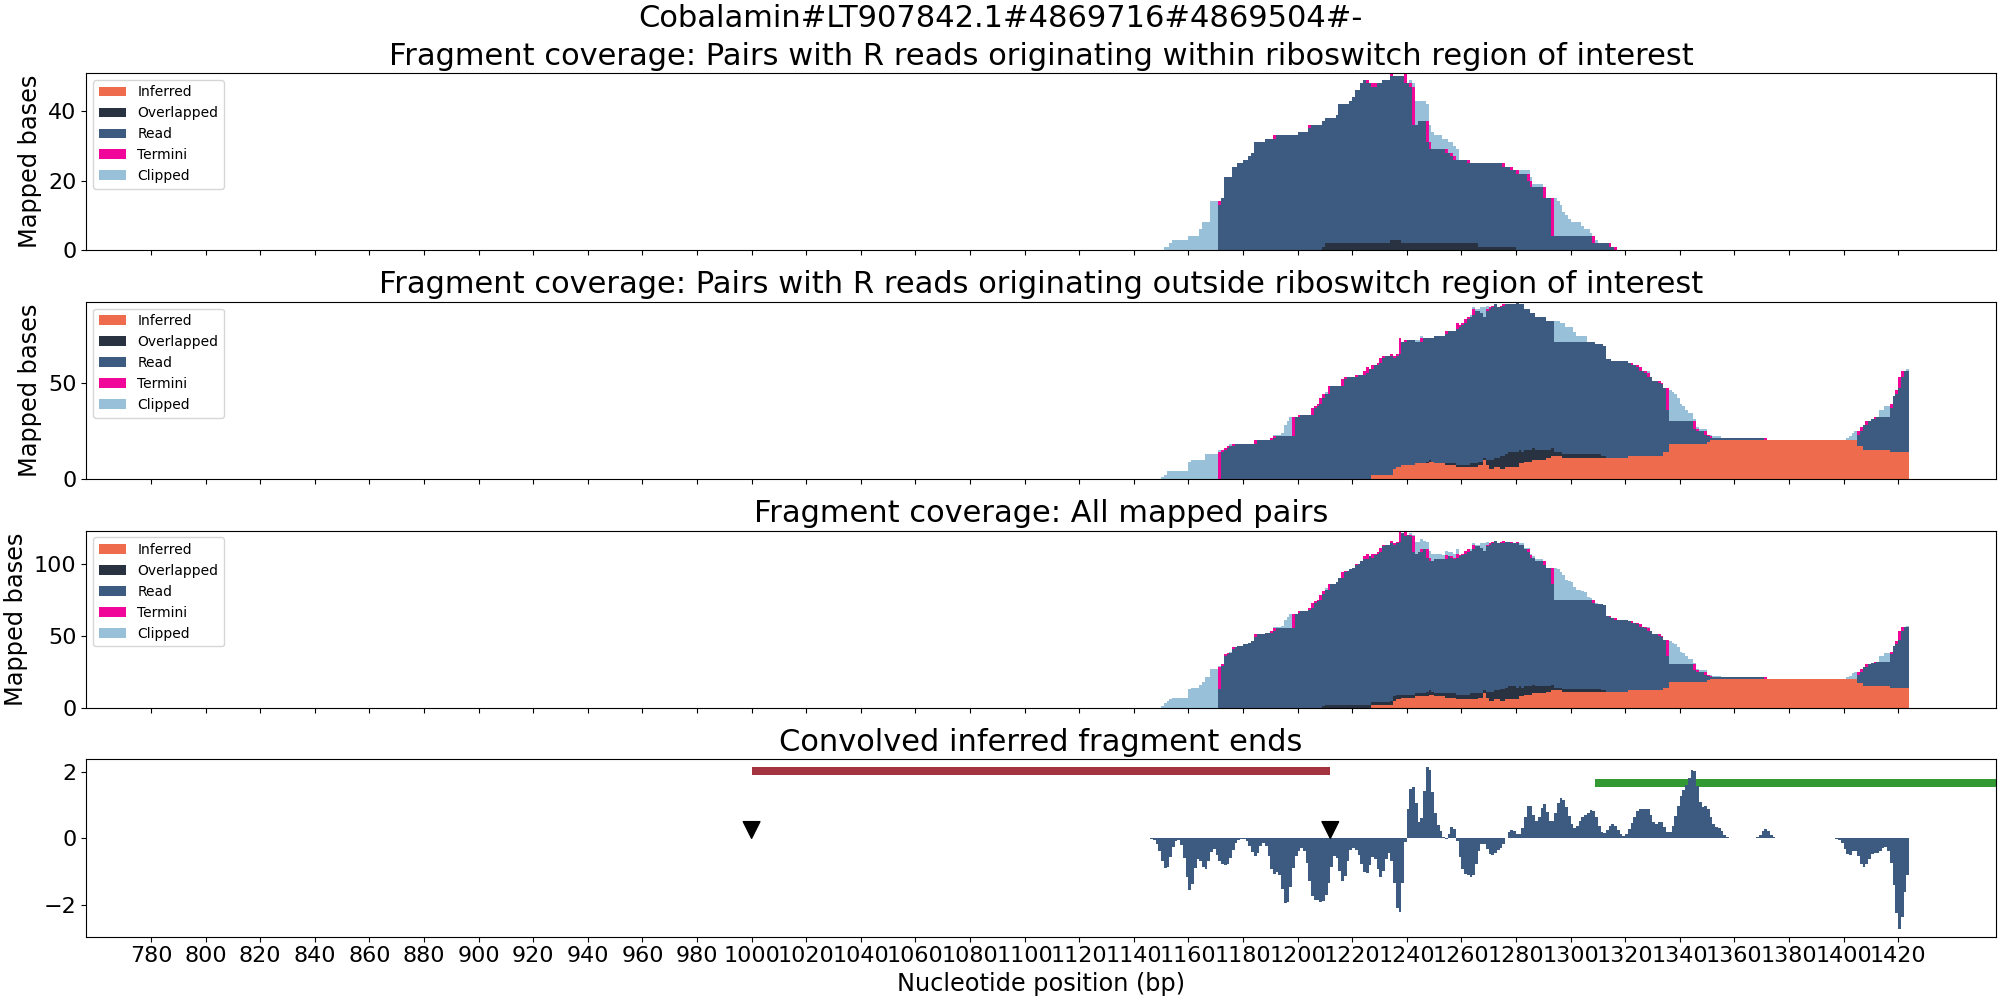 Cobalamin#LT907842.1#4869716#4869504#-
Fragment coverage: Pairs with R reads originating within riboswitch region of interest
Mapped bases
40
20
0
Inferred
Overlapped
Read
Termini
Clipped
Fragment coverage: Pairs with R reads originating outside riboswitch region of interest
Mapped bases
50
0
Inferred
Overlapped
Read
Termini
Clipped
Fragment coverage: All mapped pairs
Mapped bases
100
50
0
Inferred
Overlapped
Read
Termini
Clipped
Convolved inferred fragment ends
2
0
−2
780 800 820 840 860 880 900 920 940 960 980 1000 1020 1040 1060 1080 1100 1120 1140 1160 1180 1200 1220 1240 1260 1280 1300 1320 1340 1360 1380 1400 1420
Nucleotide position (bp)